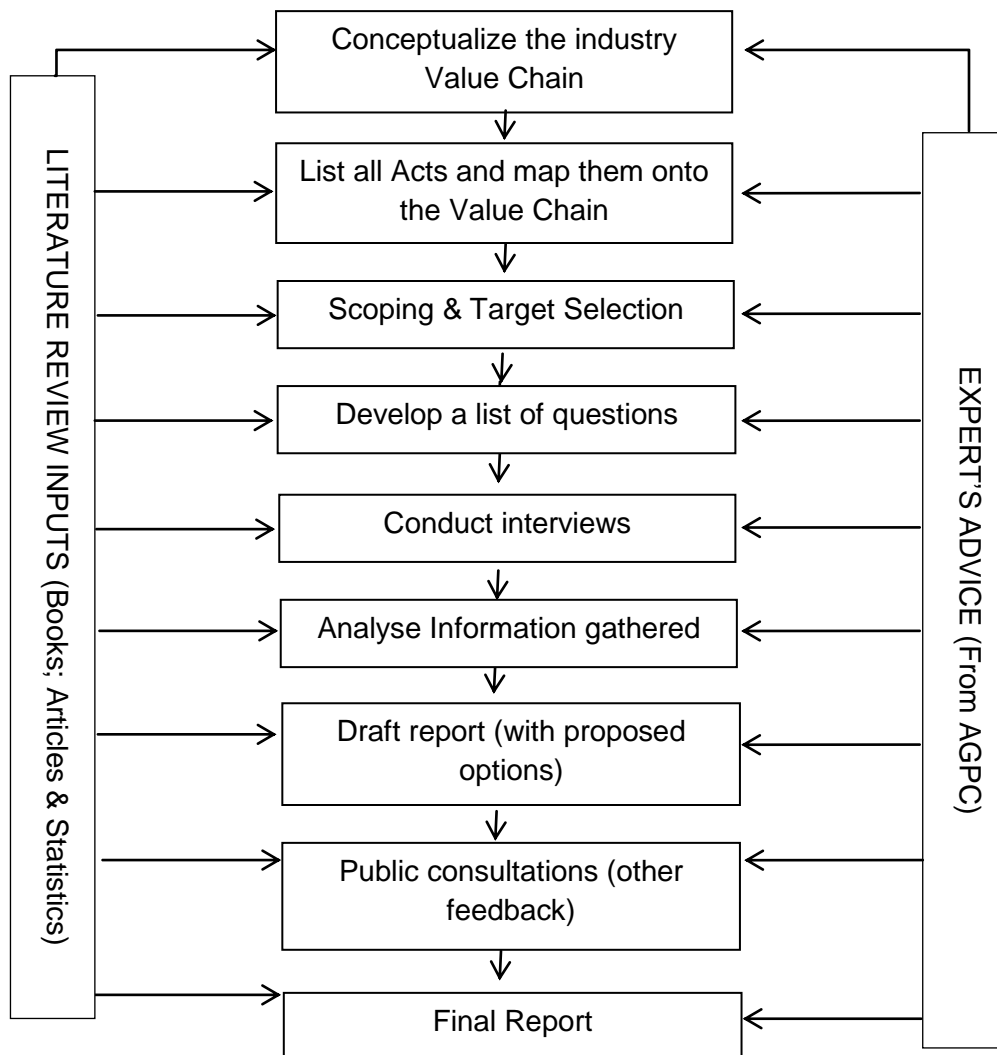 Conceptualize the industry
Value Chain
List all Acts and map them onto
the Value Chain
Scoping & Target Selection
Develop a list of questions
Conduct interviews
Analyse Information gathered
Draft report (with proposed
options)
Public consultations (other
feedback)
Final Report
LITERATURE REVIEW INPUTS (Books; Articles & Statistics)
EXPERT’S ADVICE (From AGPC)